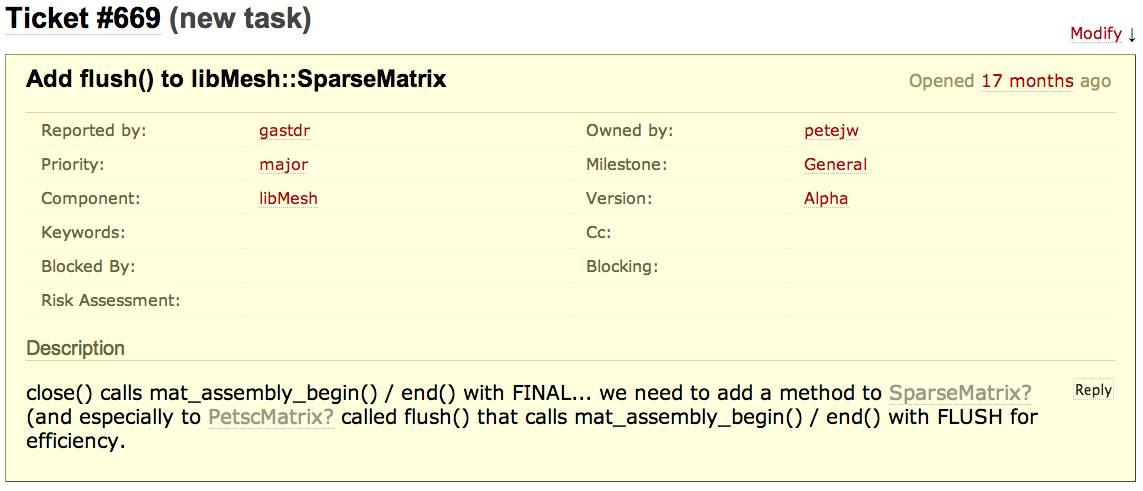 Ticket #669 (new task)
Modify ↓
Add flush() to libMesh::SparseMatrix
Opened 17 months ago
Reported by: gastdr Owned by: petejw
Priority: major Milestone: General
Component: libMesh Version: Alpha
Keywords: Cc:
Blocked By: Blocking:
Risk Assessment:
Description
close() calls mat_assembly_begin() / end() with FINAL... we need to add a method to SparseMatrix?
Reply
(and especially to PetscMatrix? called flush() that calls mat_assembly_begin() / end() with FLUSH for
efficiency.